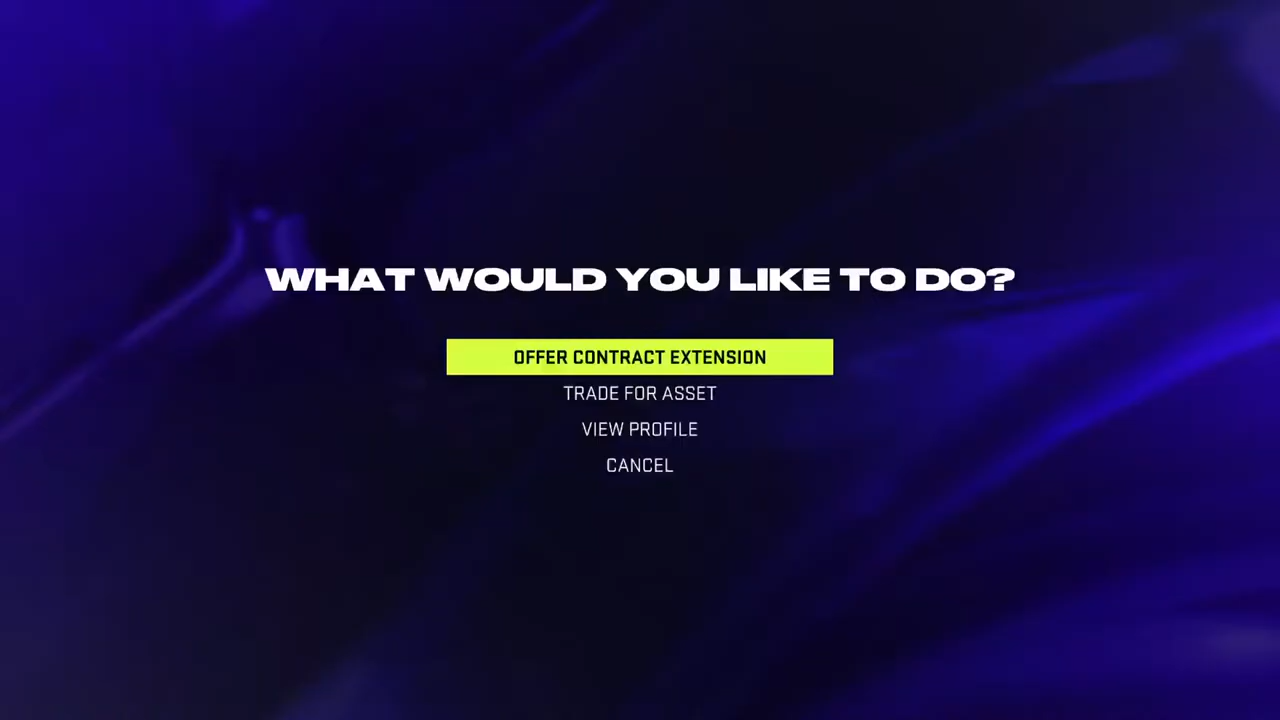 WHAT WOULD YOU LIKE TO DO?
OFFER CONTRACT EXTENSION
TRADE FOR ASSET
VIEW PROFILE
CANCEL